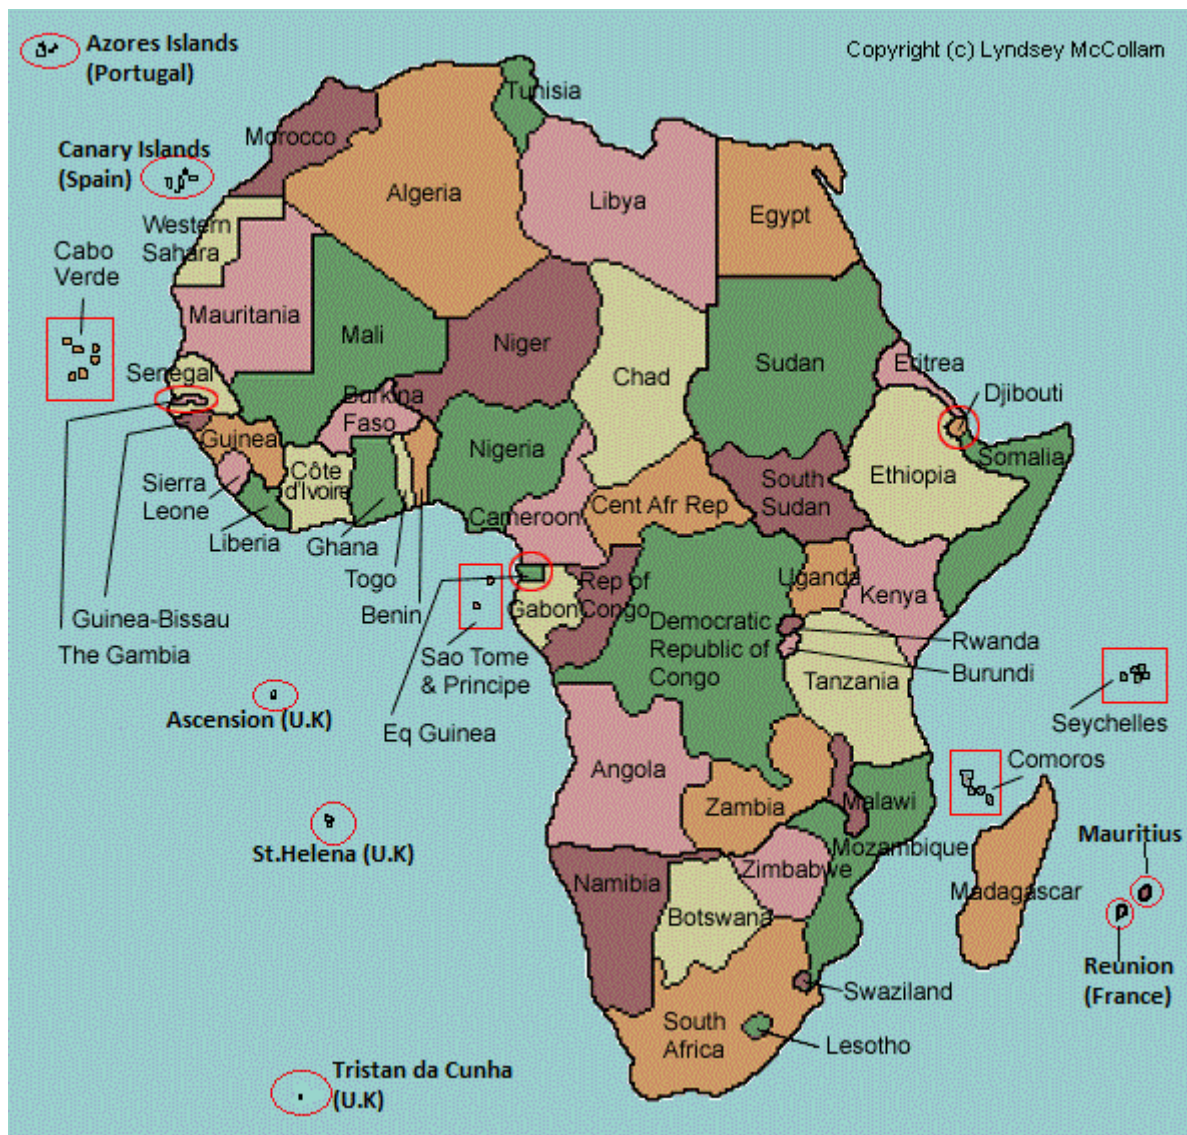 Azores Islands
(Portugal)
Copyright (c) Lyndsey McCollam
Tunisia
Morocco
Canary Islands
(Spain)
Algeria
Libya
Egypt
Western
Sahara
Cabo
Verde
Mauritania
Mali
Niger
Chad
Sudan
Eritrea
Djibouti
Senegal
Burkina
Faso
Guinea
Nigeria
Ethiopia
Somalia
Côte
d'Ivoire
South
Sudan
Sierra
Leone
Cent Afr Rep
Cameroon
Liberia
Ghana
Togo
Benin
Uganda
Kenya
Rep of
Congo
Gabon
Guinea-Bissau
The Gambia
Democratic
Republic of
Congo
Rwanda
Burundi
Sao Tome
& Principe
Tanzania
Seychelles
Ascension (U.K)
Eq Guinea
Comoros
Angola
Zambia
Malawi
St.Helena (U.K)
Mozambique
Mauritius
Zimbabwe
Namibia
Madagascar
Botswana
Reunion
(France)
Swaziland
South
Africa
Lesotho
Tristan da Cunha
(U.K)